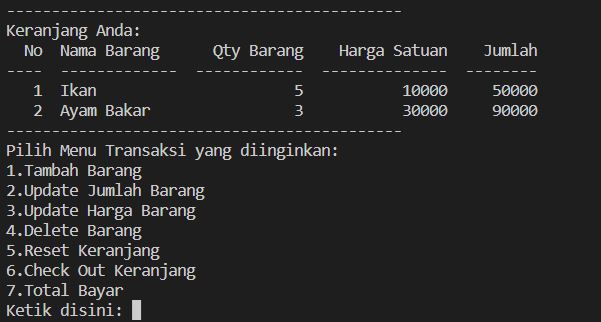 --------------------------------------------
Keranjang Anda:
  No  Nama Barang      Qty Barang    Harga Satuan    Jumlah
----  -------------  ------------  --------------  --------
   1  Ikan                      5           10000     50000
   2  Ayam Bakar                3           30000     90000
--------------------------------------------
Pilih Menu Transaksi yang diinginkan:
1.Tambah Barang
2.Update Jumlah Barang
3.Update Harga Barang
4.Delete Barang
5.Reset Keranjang
6.Check Out Keranjang
7.Total Bayar
Ketik disini: